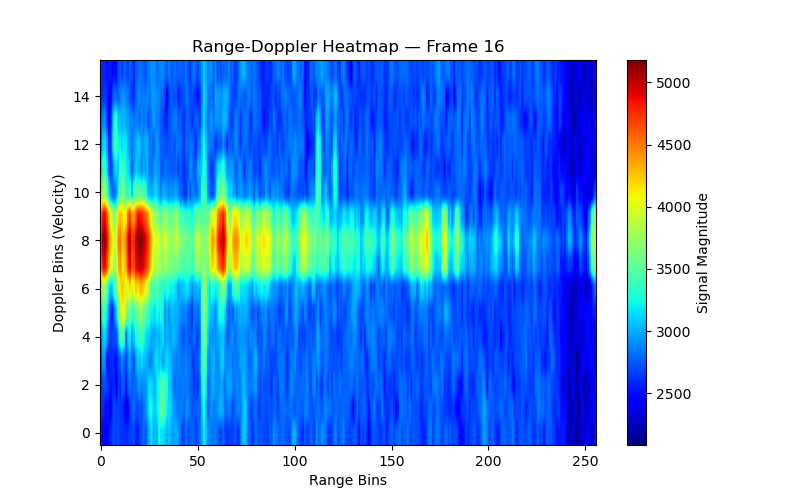 Range-Doppler Heatmap — Frame 16
Doppler Bins (Velocity)
14
12
10
8
6
4
2
0
0 50 100 150 200 250
Range Bins
5000
4500
4000
3500
3000
2500
Signal Magnitude